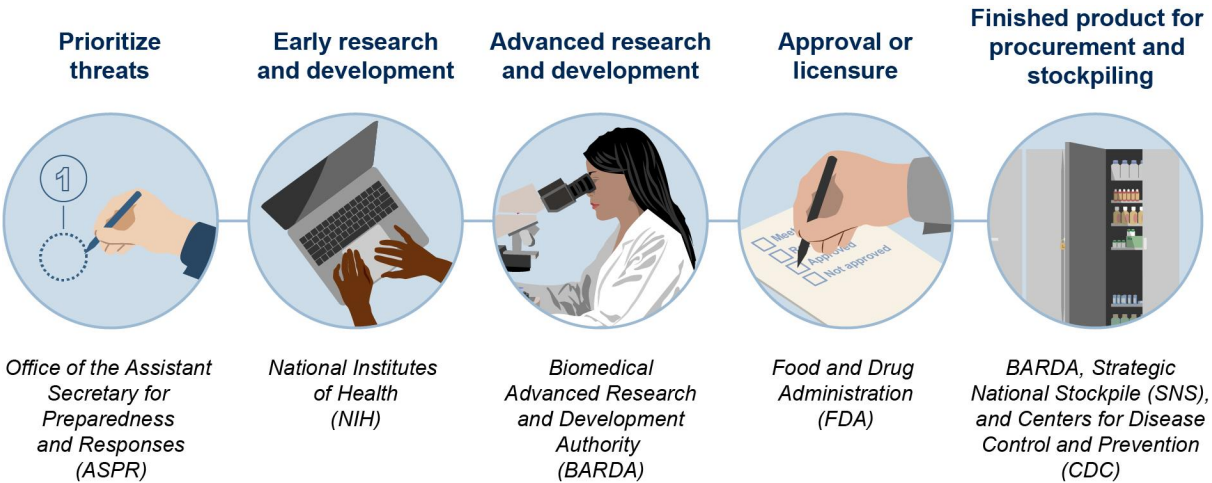 Prioritize
threats
Early research
and development
Advanced research
and development
Approval or
licensure
Finished product for
procurement and
stockpiling
1
Approved
Not approved
Office of the Assistant
Secretary for
Preparedness
and Responses
(ASPR)
National Institutes
of Health
(NIH)
Biomedical
Advanced Research
and Development
Authority
(BARDA)
Food and Drug
Administration
(FDA)
BARDA, Strategic
National Stockpile (SNS),
and Centers for Disease
Control and Prevention
(CDC)